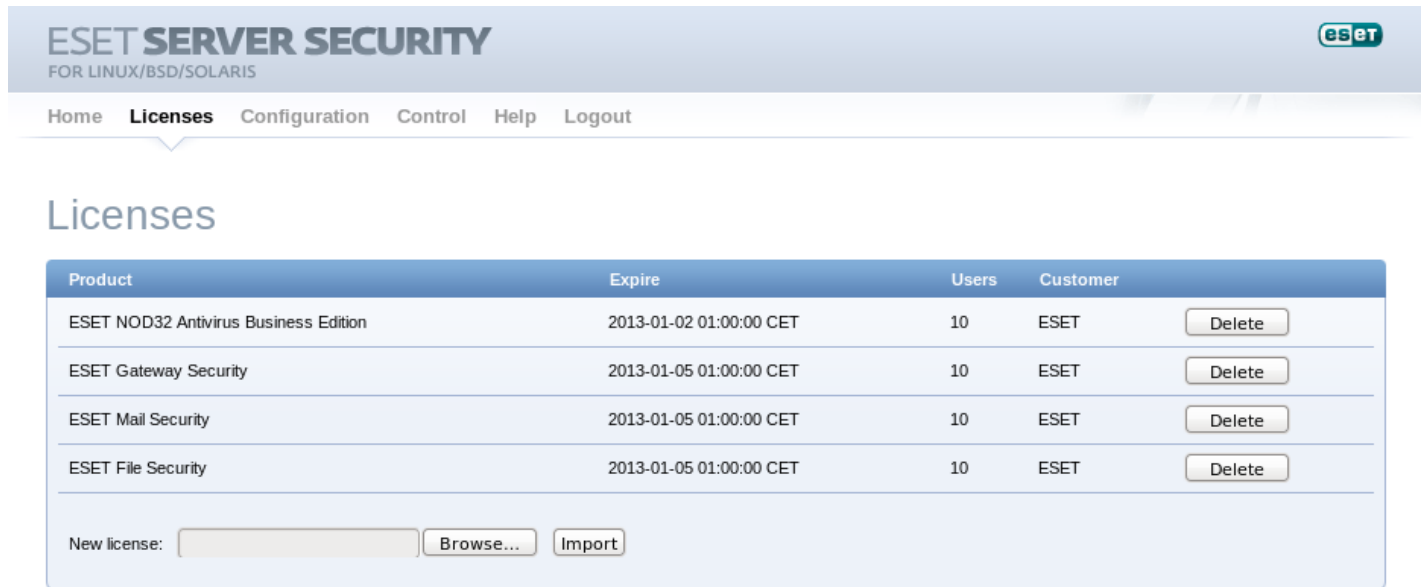 ESET SERVER SECURITY
FOR LINUX/BSD/SOLARIS
eset
Home Licenses Configuration Control Help Logout
Licenses
Product Expire Users Customer
ESET NOD32 Antivirus Business Edition 2013-01-02 01:00:00 CET 10 ESET Delete
ESET Gateway Security 2013-01-05 01:00:00 CET 10 ESET Delete
ESET Mail Security 2013-01-05 01:00:00 CET 10 ESET Delete
ESET File Security 2013-01-05 01:00:00 CET 10 ESET Delete
New license: Browse... Import